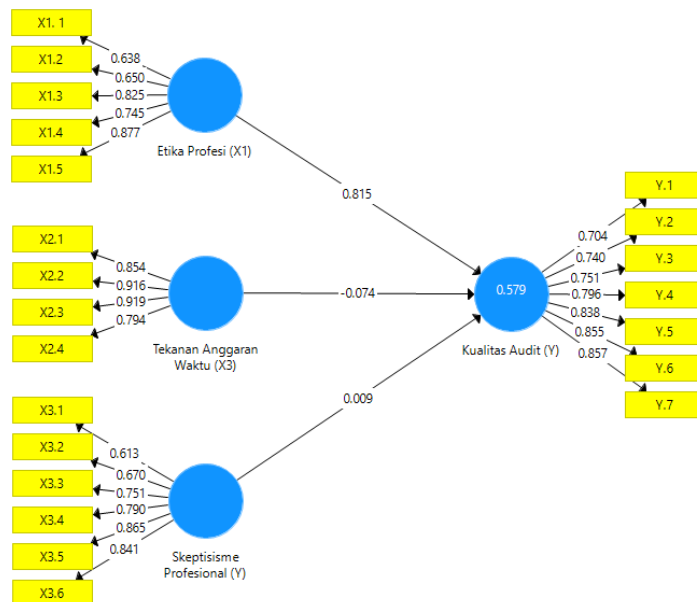 X1. 1
X1.2
X1.3
X1.4
X1.5
0.638
0.650
0.825
0.745
0.877
Etika Profesi (X1)
0.815
X2.1
X2.2
X2.3
X2.4
0.854
0.916
0.919
0.794
Tekanan Anggaran
Waktu (X3)
-0.074
X3.1
X3.2
X3.3
X3.4
X3.5
X3.6
0.613
0.670
0.751
0.790
0.865
0.841
Skeptisisme
Profesional (Y)
0.009
0.579
Kualitas Audit (Y)
0.704
0.740
0.751
0.796
0.838
0.855
0.857
Y.1
Y.2
Y.3
Y.4
Y.5
Y.6
Y.7